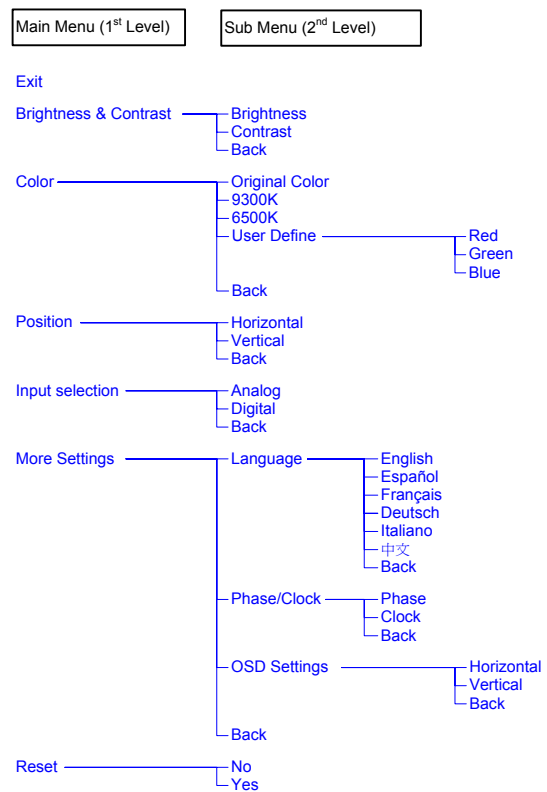 Main Menu (1st Level) Sub Menu (2nd Level)
Exit
Brightness & Contrast Brightness
Contrast
Back
Color Original Color
9300K
6500K
User Define Red
Green
Blue
Back
Position Horizontal
Vertical
Back
Input selection Analog
Digital
Back
More Settings Language English
Español
Français
Deutsch
Italiano
中文
Back
Phase/Clock Phase
Clock
Back
OSD Settings Horizontal
Vertical
Back
Back
Reset No
Yes